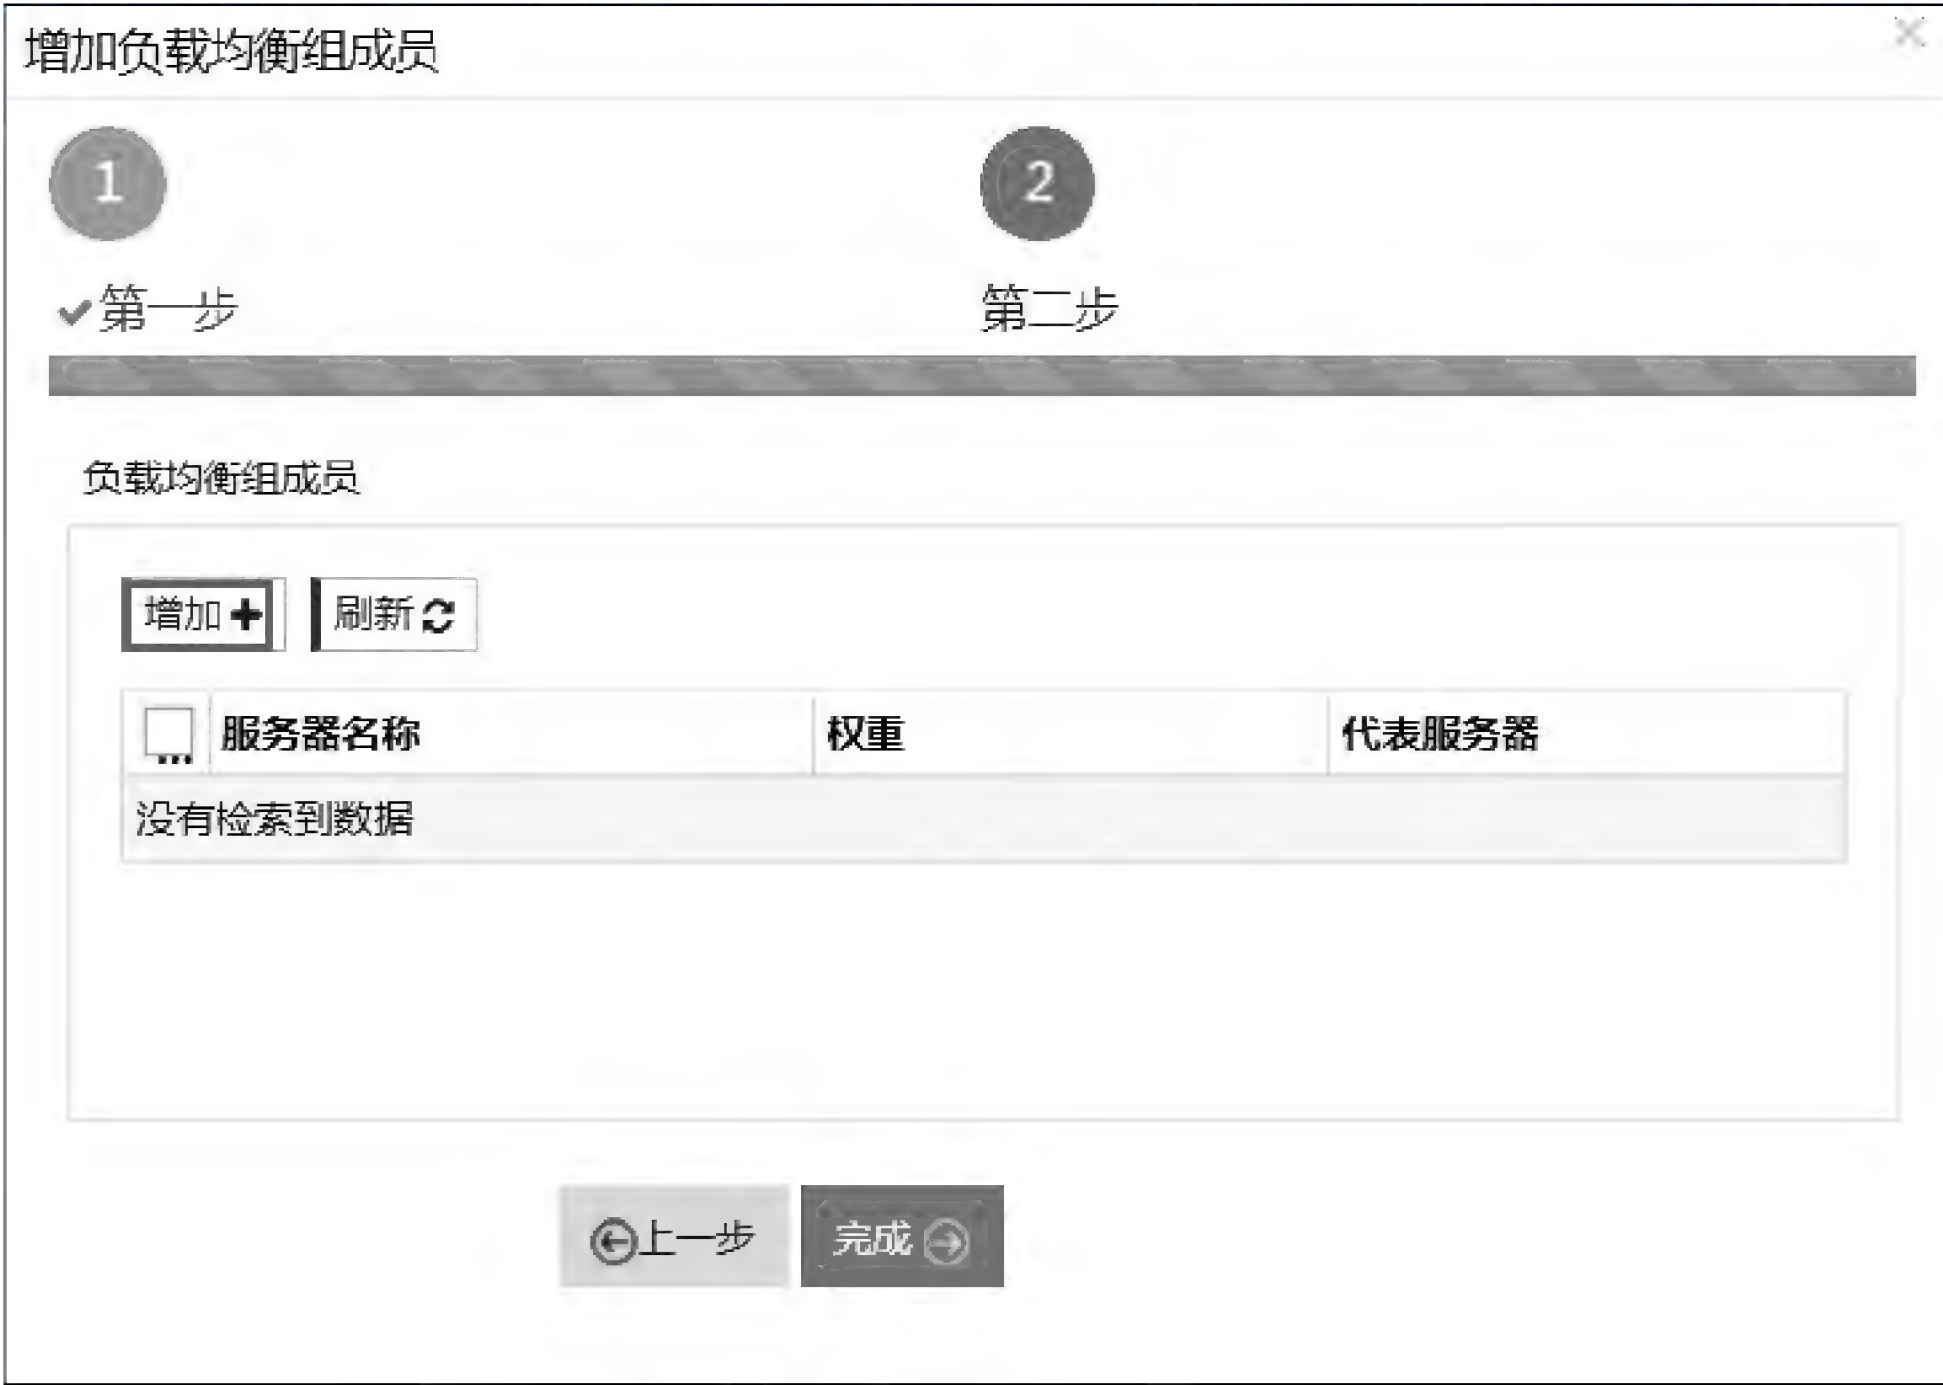 增加负载均衡组成员
1
2
第一步
第二步
负载均衡组成员
增加
刷新
... 服务器名称 权重 代表服务器
没有检索到数据
上一步 完成